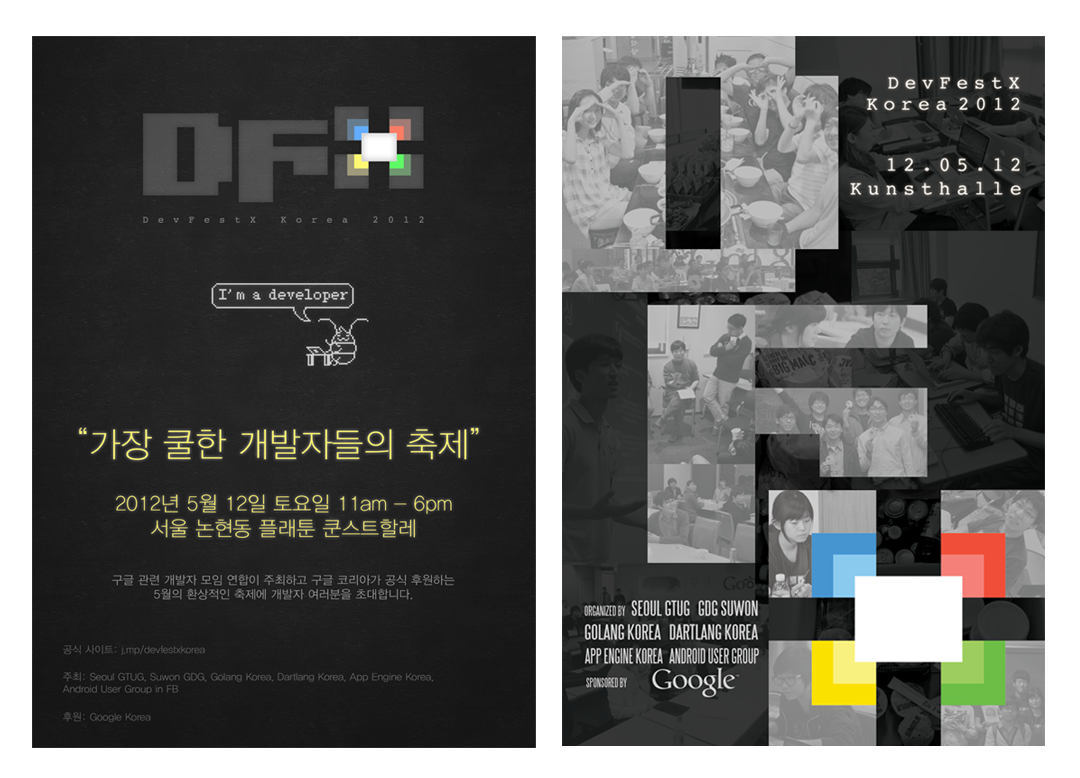 DFX
DevFestX Korea 2012
I'm a developer
“가장 쿨한 개발자들의 축제”
2012년 5월 12일 토요일 11am – 6pm
서울 논현동 플래툰 쿤스트할레
구글 관련 개발자 모임 연합이 주최하고 구글 코리아가 공식 후원하는
5월의 환상적인 축제에 개발자 여러분을 초대합니다.
공식 사이트: j.mp/devfestxkorea
주최: Seoul GTUG, Suwon GDG, Golang Korea, Dartlang Korea, App Engine Korea,
Android User Group in FB
후원: Google Korea
DevFestX
Korea 2012
12.05.12
Kunsthalle
DFX
BIG MAC
ORGANIZED BY SEOUL GTUG GDG SUWON
GOLANG KOREA DARTLANG KOREA
APP ENGINE KOREA ANDROID USER GROUP
SPONSORED BY Google